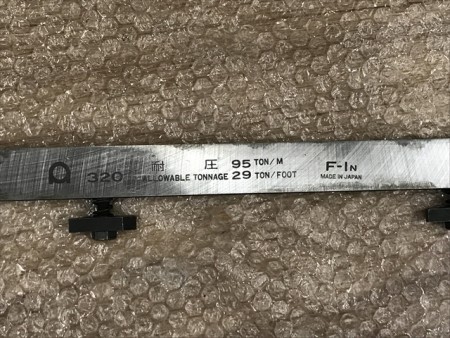 320 耐圧 95 TON/M F-IN
ALLOWABLE TONNAGE 29 TON/FOOT MADE IN JAPAN